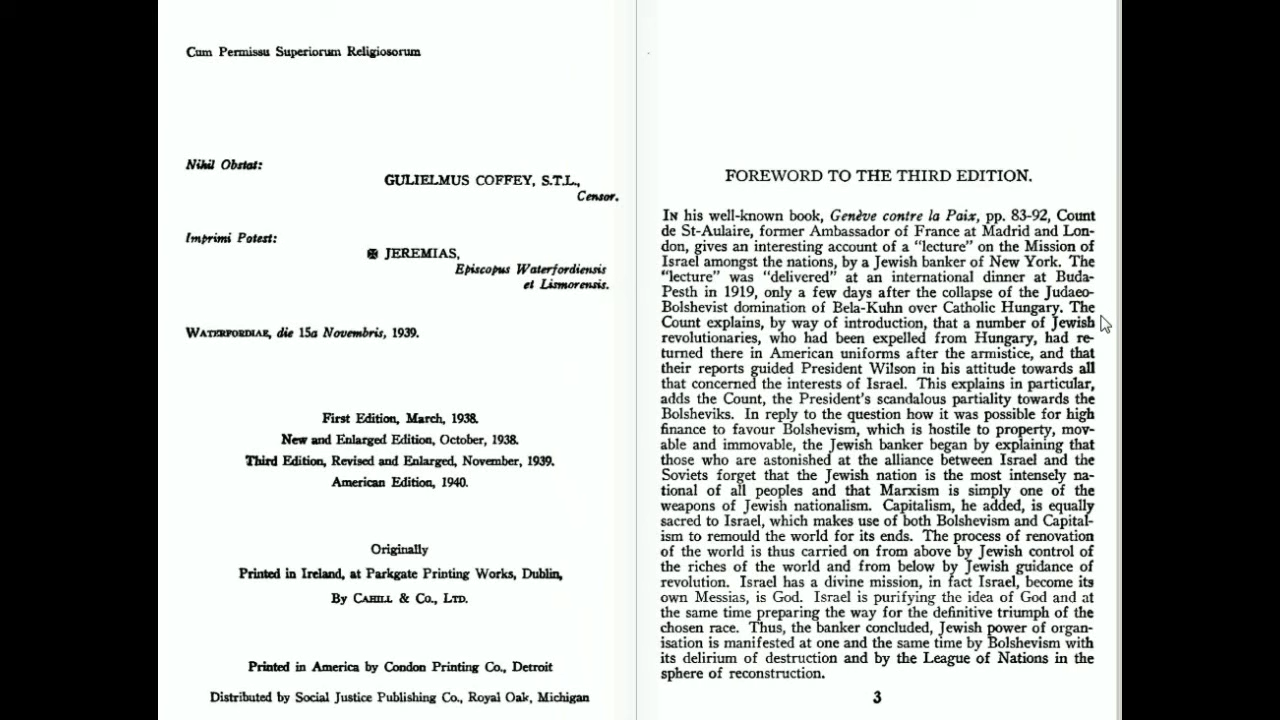 Cum Permissu Superiorum Religiosorum
Nihil Obstat:
GULIELMUS COFFEY, S.T.L.,
Censor.
Imprimi Potest:
✠ JEREMIAS,
Episcopus Waterfordiensis
et Lismorensis.
WATERFORDIAE, die 15a Novembris, 1939.
First Edition, March, 1938.
New and Enlarged Edition, October, 1938.
Third Edition, Revised and Enlarged, November, 1939.
American Edition, 1940.
Originally
Printed in Ireland, at Parkgate Printing Works, Dublin,
By CAHILL & Co., LTD.
Printed in America by Condon Printing Co., Detroit
Distributed by Social Justice Publishing Co., Royal Oak, Michigan
FOREWORD TO THE THIRD EDITION.
IN his well-known book, Genève contre la Paix, pp. 83-92, Count
de St-Aulaire, former Ambassador of France at Madrid and Lon-
don, gives an interesting account of a “lecture” on the Mission of
Israel amongst the nations, by a Jewish banker of New York. The
“lecture” was “delivered” at an international dinner at Buda-
Pesth in 1919, only a few days after the collapse of the Judaeo-
Bolshevist domination of Bela-Kuhn over Catholic Hungary. The
Count explains, by way of introduction, that a number of Jewish
revolutionaries, who had been expelled from Hungary, had re-
turned there in American uniforms after the armistice, and that
their reports guided President Wilson in his attitude towards all
that concerned the interests of Israel. This explains in particular,
adds the Count, the President’s scandalous partiality towards the
Bolsheviks. In reply to the question how it was possible for high
finance to favour Bolshevism, which is hostile to property, mov-
able and immovable, the Jewish banker began by explaining that
those who are astonished at the alliance between Israel and the
Soviets forget that the Jewish nation is the most intensely na-
tional of all peoples and that Marxism is simply one of the
weapons of Jewish nationalism. Capitalism, he added, is equally
sacred to Israel, which makes use of both Bolshevism and Capital-
ism to remould the world for its ends. The process of renovation
of the world is thus carried on from above by Jewish control of
the riches of the world and from below by Jewish guidance of
revolution. Israel has a divine mission, in fact Israel, become its
own Messias, is God. Israel is purifying the idea of God and at
the same time preparing the way for the definitive triumph of the
chosen race. Thus, the banker concluded, Jewish power of organ-
isation is manifested at one and the same time by Bolshevism with
its delirium of destruction and by the League of Nations in the
sphere of reconstruction.
3